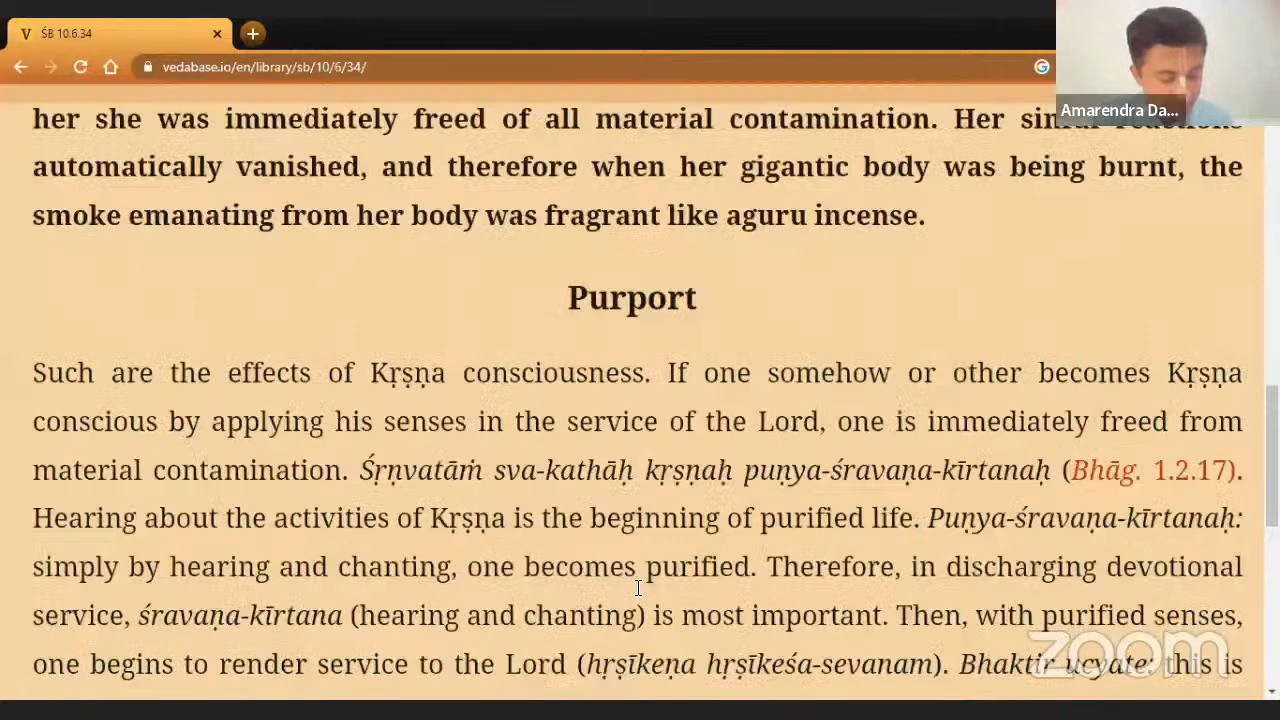 ŚB 10.6.34
vedabase.io/en/library/sb/10/6/34/
Amarendra Da...
her she was immediately freed of all material contamination. Her sinful reactions
automatically vanished, and therefore when her gigantic body was being burnt, the
smoke emanating from her body was fragrant like aguru incense.
Purport
Such are the effects of Kṛṣṇa consciousness. If one somehow or other becomes Kṛṣṇa
conscious by applying his senses in the service of the Lord, one is immediately freed from
material contamination. Śṛṇvatāṁ sva-kathāḥ kṛṣṇaḥ puṇya-śravaṇa-kīrtanaḥ (Bhāg. 1.2.17).
Hearing about the activities of Kṛṣṇa is the beginning of purified life. Puṇya-śravaṇa-kīrtanaḥ:
simply by hearing and chanting, one becomes purified. Therefore, in discharging devotional
service, śravaṇa-kīrtana (hearing and chanting) is most important. Then, with purified senses,
one begins to render service to the Lord (hṛṣīkeṇa hṛṣīkeśa-sevanam). Bhaktir ucyate: this is
zoom